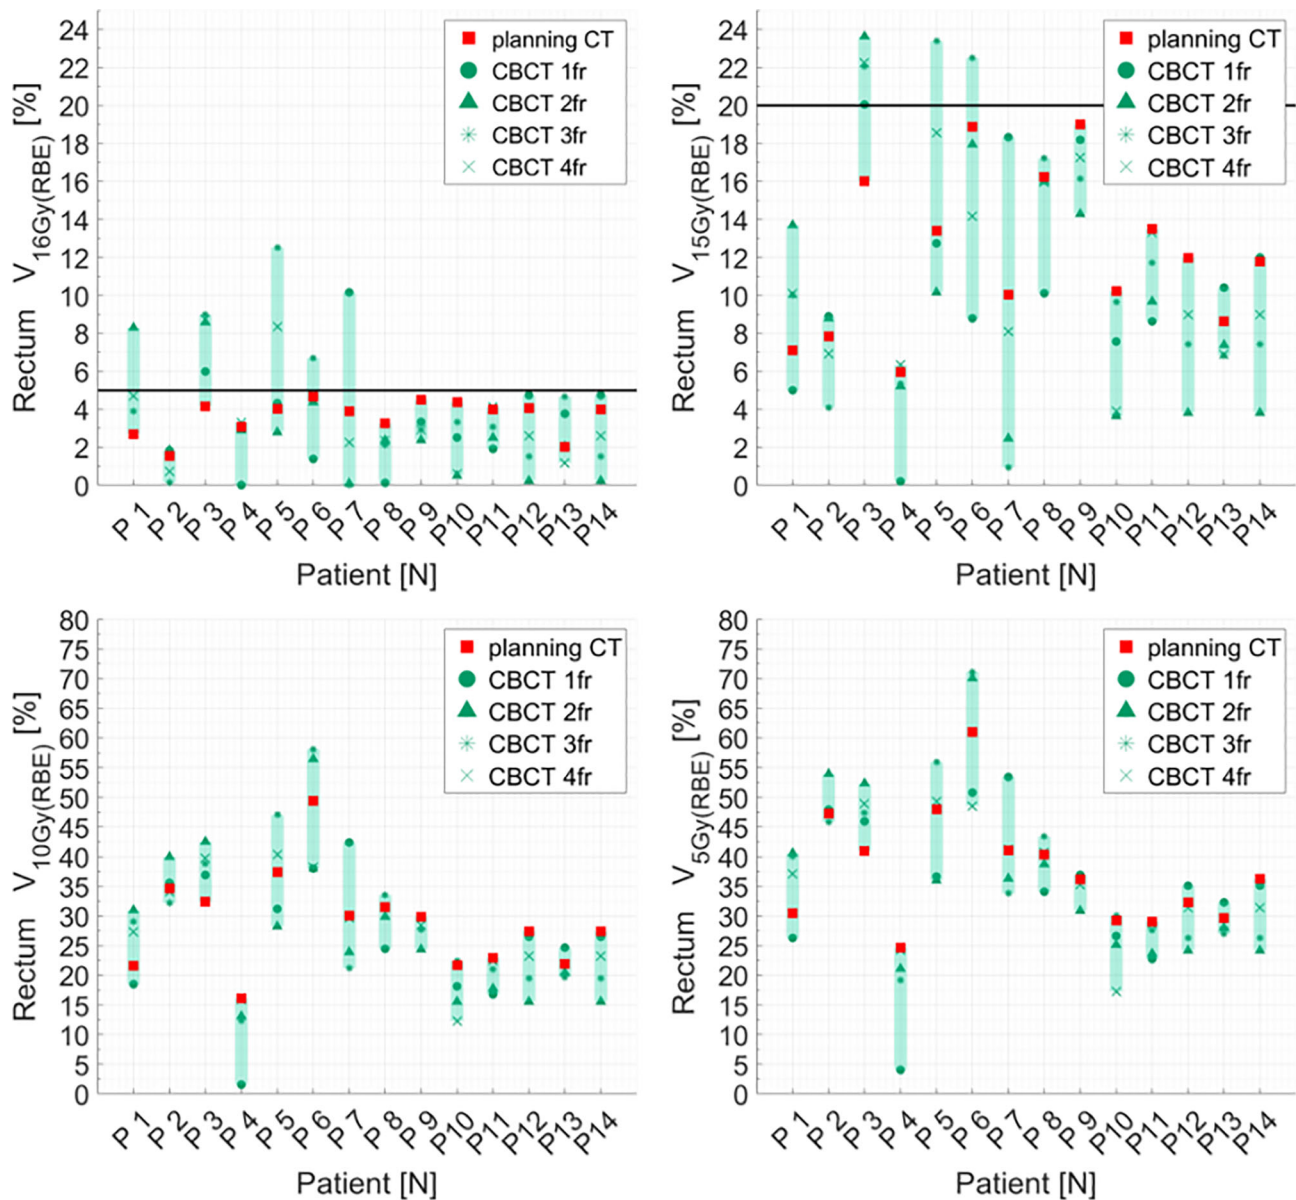 24
22
20
18
16
14
12
10
8
6
4
2
0
Rectum V16Gy(RBE) [%]
planning CT
CBCT 1fr
CBCT 2fr
CBCT 3fr
CBCT 4fr
P 1 P 2 P 3 P 4 P 5 P 6 P 7 P 8 P 9 P10 P11 P12 P13 P14
Patient [N]
24
22
20
18
16
14
12
10
8
6
4
2
0
Rectum V15Gy(RBE) [%]
planning CT
CBCT 1fr
CBCT 2fr
CBCT 3fr
CBCT 4fr
P 1 P 2 P 3 P 4 P 5 P 6 P 7 P 8 P 9 P10 P11 P12 P13 P14
Patient [N]
80
75
70
65
60
55
50
45
40
35
30
25
20
15
10
5
0
Rectum V10Gy(RBE) [%]
planning CT
CBCT 1fr
CBCT 2fr
CBCT 3fr
CBCT 4fr
P 1 P 2 P 3 P 4 P 5 P 6 P 7 P 8 P 9 P10 P11 P12 P13 P14
Patient [N]
80
75
70
65
60
55
50
45
40
35
30
25
20
15
10
5
0
Rectum V5Gy(RBE) [%]
planning CT
CBCT 1fr
CBCT 2fr
CBCT 3fr
CBCT 4fr
P 1 P 2 P 3 P 4 P 5 P 6 P 7 P 8 P 9 P10 P11 P12 P13 P14
Patient [N]